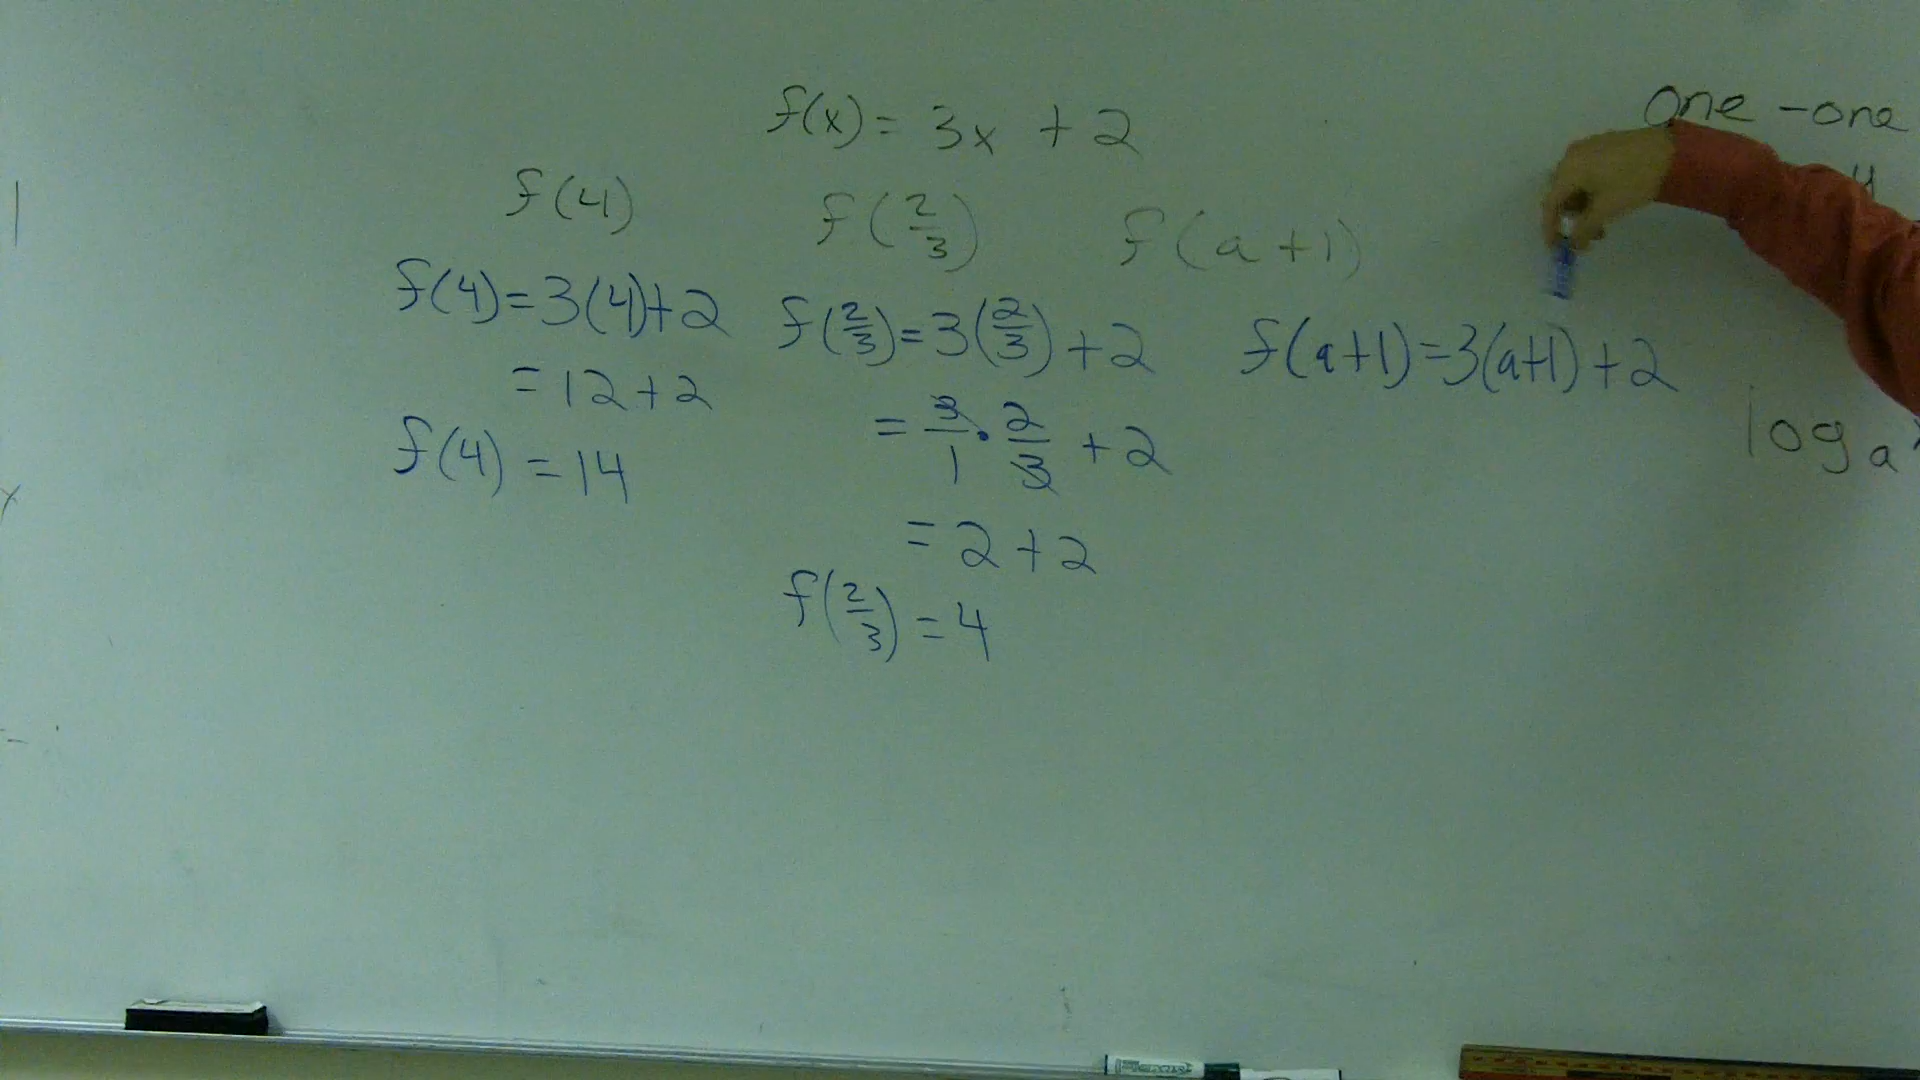 f(x) = 3x + 2
f(4)
f(2/3)
f(a+1)
f(4) = 3(4)+2
= 12+2
f(4) = 14
f(2/3) = 3(2/3) + 2
= 3/1 · 2/3 + 2
= 2 + 2
f(2/3) = 4
f(a+1) = 3(a+1) + 2
one-one
log a